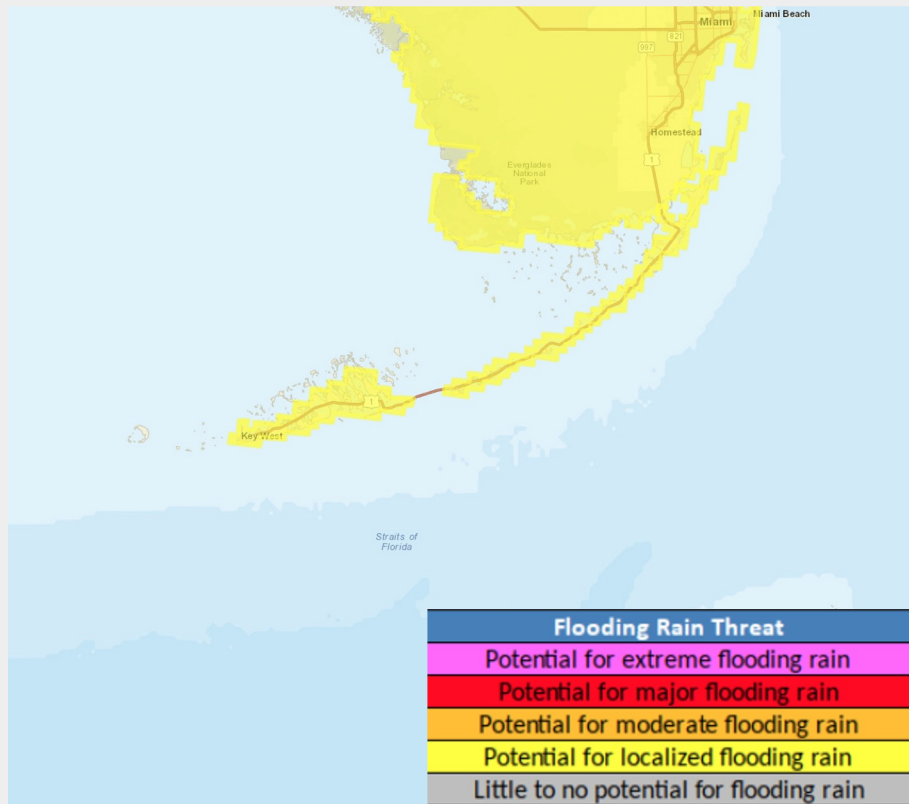 Miami Beach
Miami
821
997
Homestead
1
Everglades
National
Park
1
Key West
Straits of
Florida
Flooding Rain Threat
Potential for extreme flooding rain
Potential for major flooding rain
Potential for moderate flooding rain
Potential for localized flooding rain
Little to no potential for flooding rain